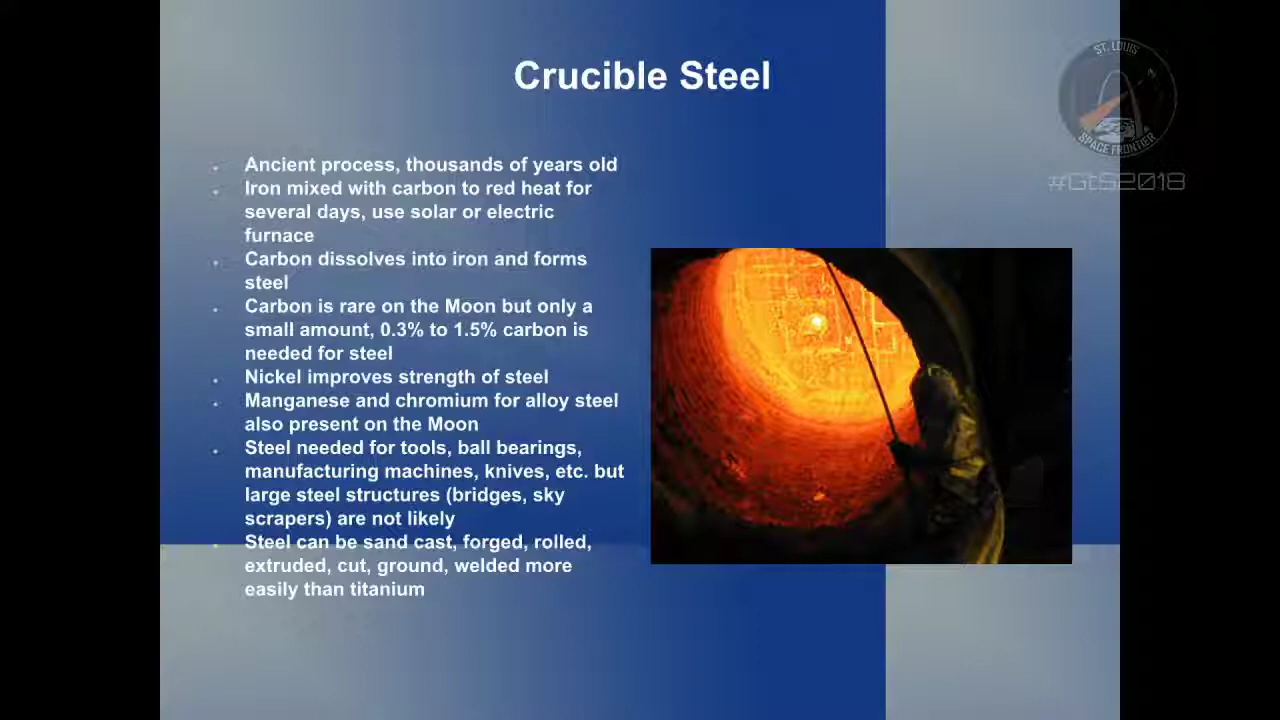 Crucible Steel
ST. LOUIS
SPACE FRONTIER
#GtS2018
Ancient process, thousands of years old
Iron mixed with carbon to red heat for
several days, use solar or electric
furnace
Carbon dissolves into iron and forms
steel
Carbon is rare on the Moon but only a
small amount, 0.3% to 1.5% carbon is
needed for steel
Nickel improves strength of steel
Manganese and chromium for alloy steel
also present on the Moon
Steel needed for tools, ball bearings,
manufacturing machines, knives, etc. but
large steel structures (bridges, sky
scrapers) are not likely
Steel can be sand cast, forged, rolled,
extruded, cut, ground, welded more
easily than titanium